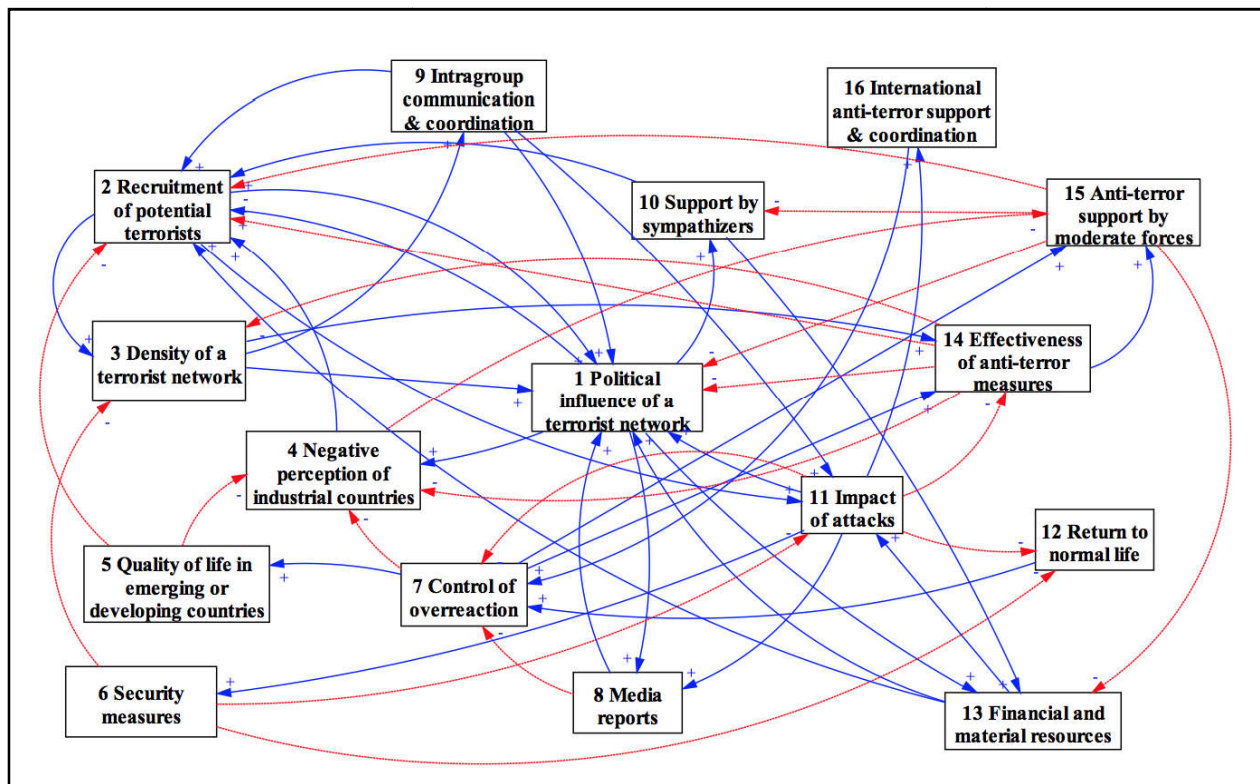 9 Intragroup
communication
& coordination
16 International
anti-terror support
& coordination
2 Recruitment
of potential
terrorists
10 Support by
sympathizers
15 Anti-terror
support by
moderate forces
3 Density of a
terrorist network
14 Effectiveness
of anti-terror
measures
1 Political
influence of a
terrorist network
4 Negative
perception of
industrial countries
11 Impact
of attacks
12 Return to
normal life
5 Quality of life in
emerging or
developing countries
7 Control of
overreaction
6 Security
measures
8 Media
reports
13 Financial and
material resources